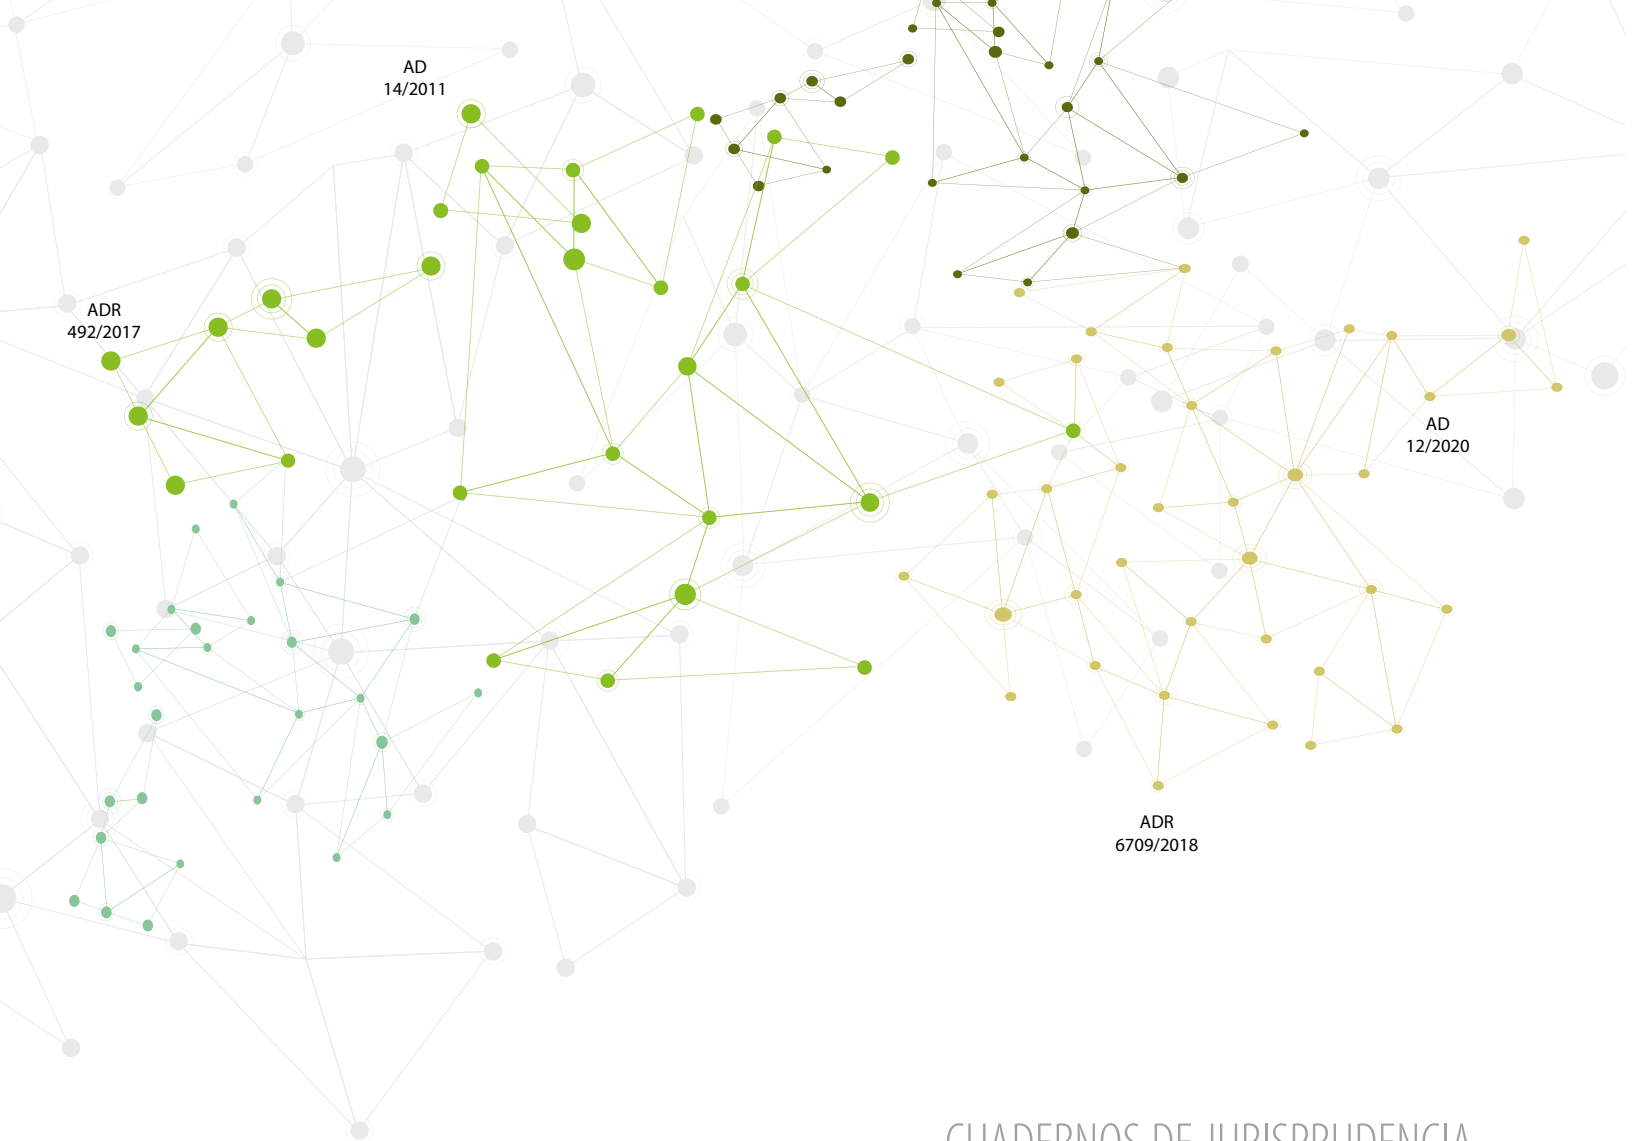 AD
14/2011
ADR
492/2017
AD
12/2020
ADR
6709/2018
CUADERNOS DE JURISPRUDENCIA